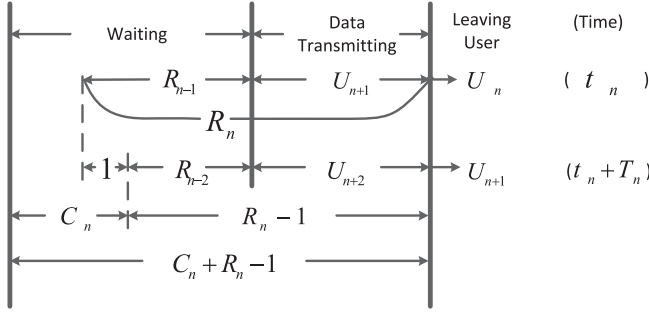 Waiting Data Transmitting Leaving User (Time)
R_{n-1} U_{n+1} U_n ( t_n )
R_n
1 R_{n-2} U_{n+2} U_{n+1} (t_n + T_n)
C_n R_n - 1
C_n + R_n - 1